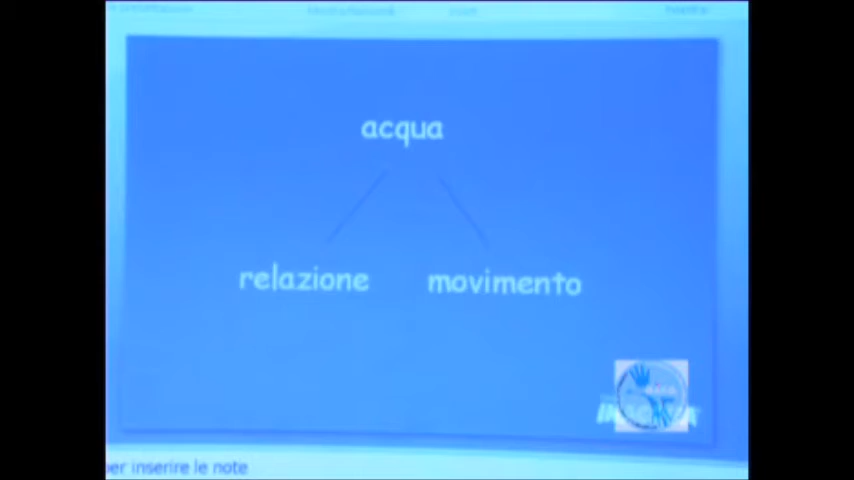 acqua
relazione movimento
per inserire le note